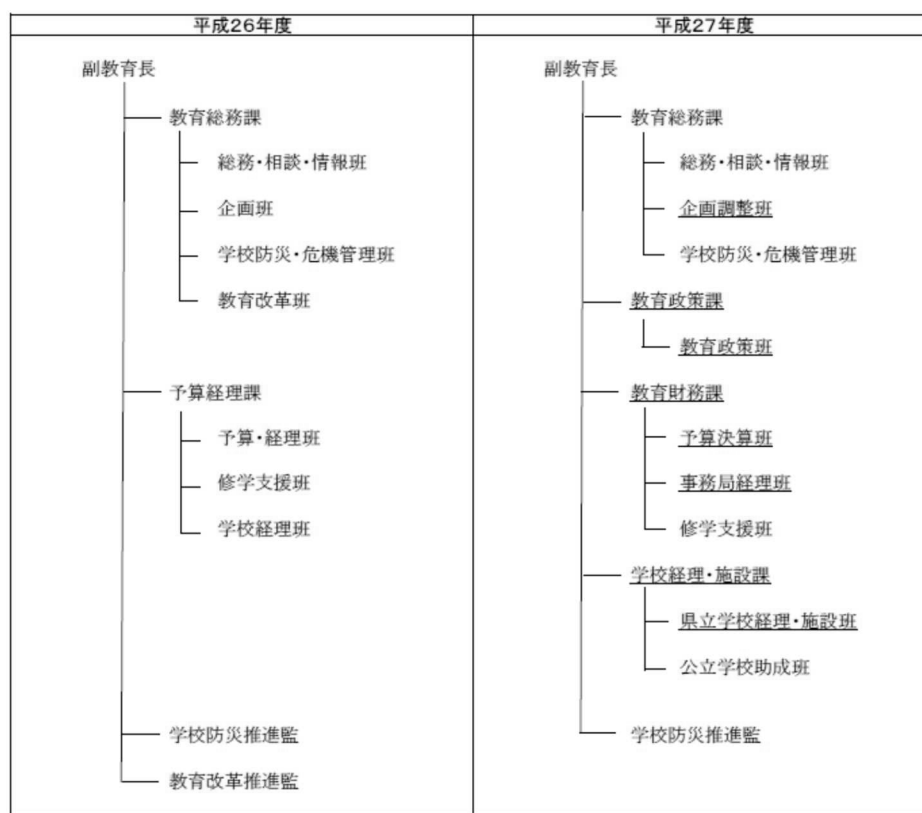 平成26年度
副教育長
教育総務課
総務・相談・情報班
企画班
学校防災・危機管理班
教育改革班
予算経理課
予算・経理班
修学支援班
学校経理班
学校防災推進監
教育改革推進監
平成27年度
副教育長
教育総務課
総務・相談・情報班
企画調整班
学校防災・危機管理班
教育政策課
教育政策班
教育財務課
予算決算班
事務局経理班
修学支援班
学校経理・施設課
県立学校経理・施設班
公立学校助成班
学校防災推進監